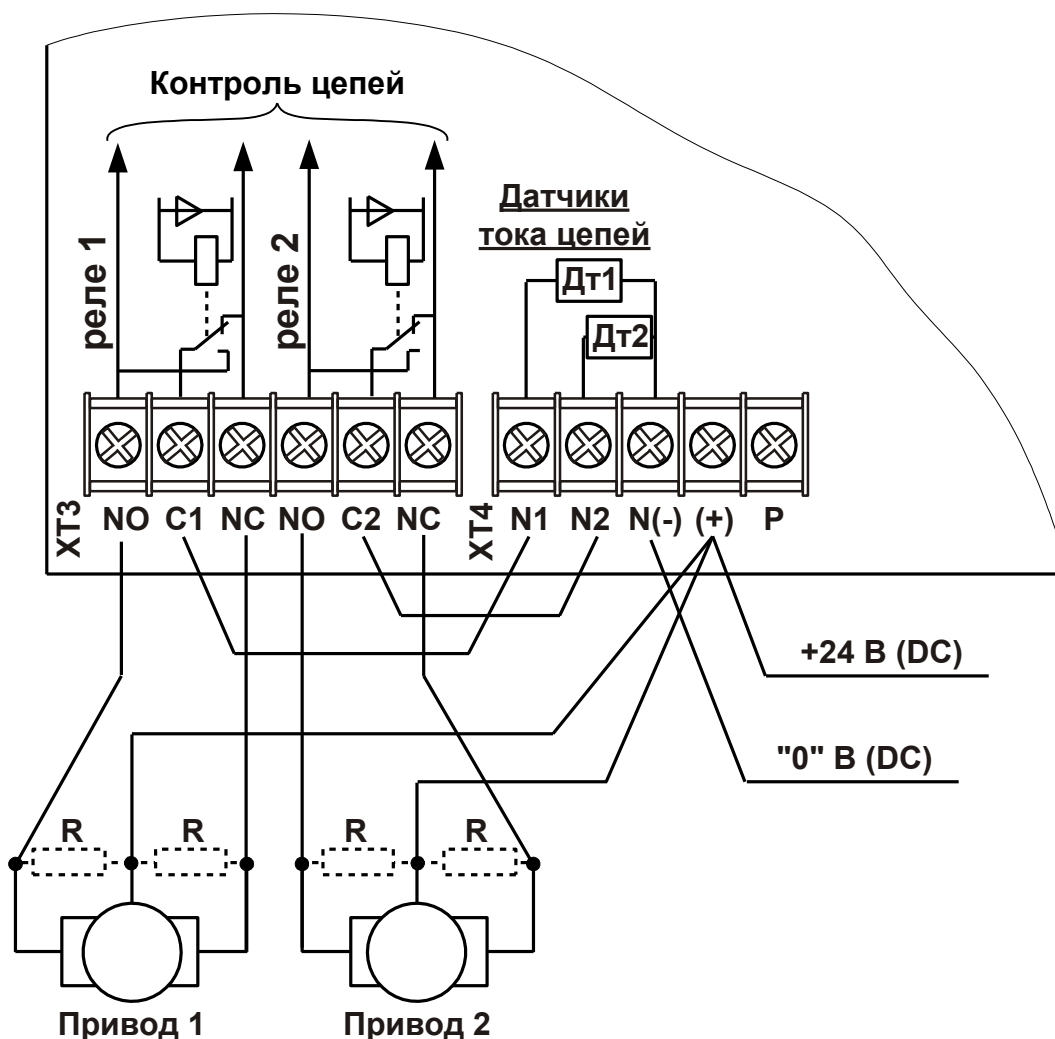 Контроль цепей
Датчики
тока цепей
реле 1
реле 2
Дт1
Дт2
XT3
NO C1 NC NO C2 NC
XT4
N1 N2 N(-) (+) P
+24 В (DC)
"0" В (DC)
R R R R
Привод 1 Привод 2